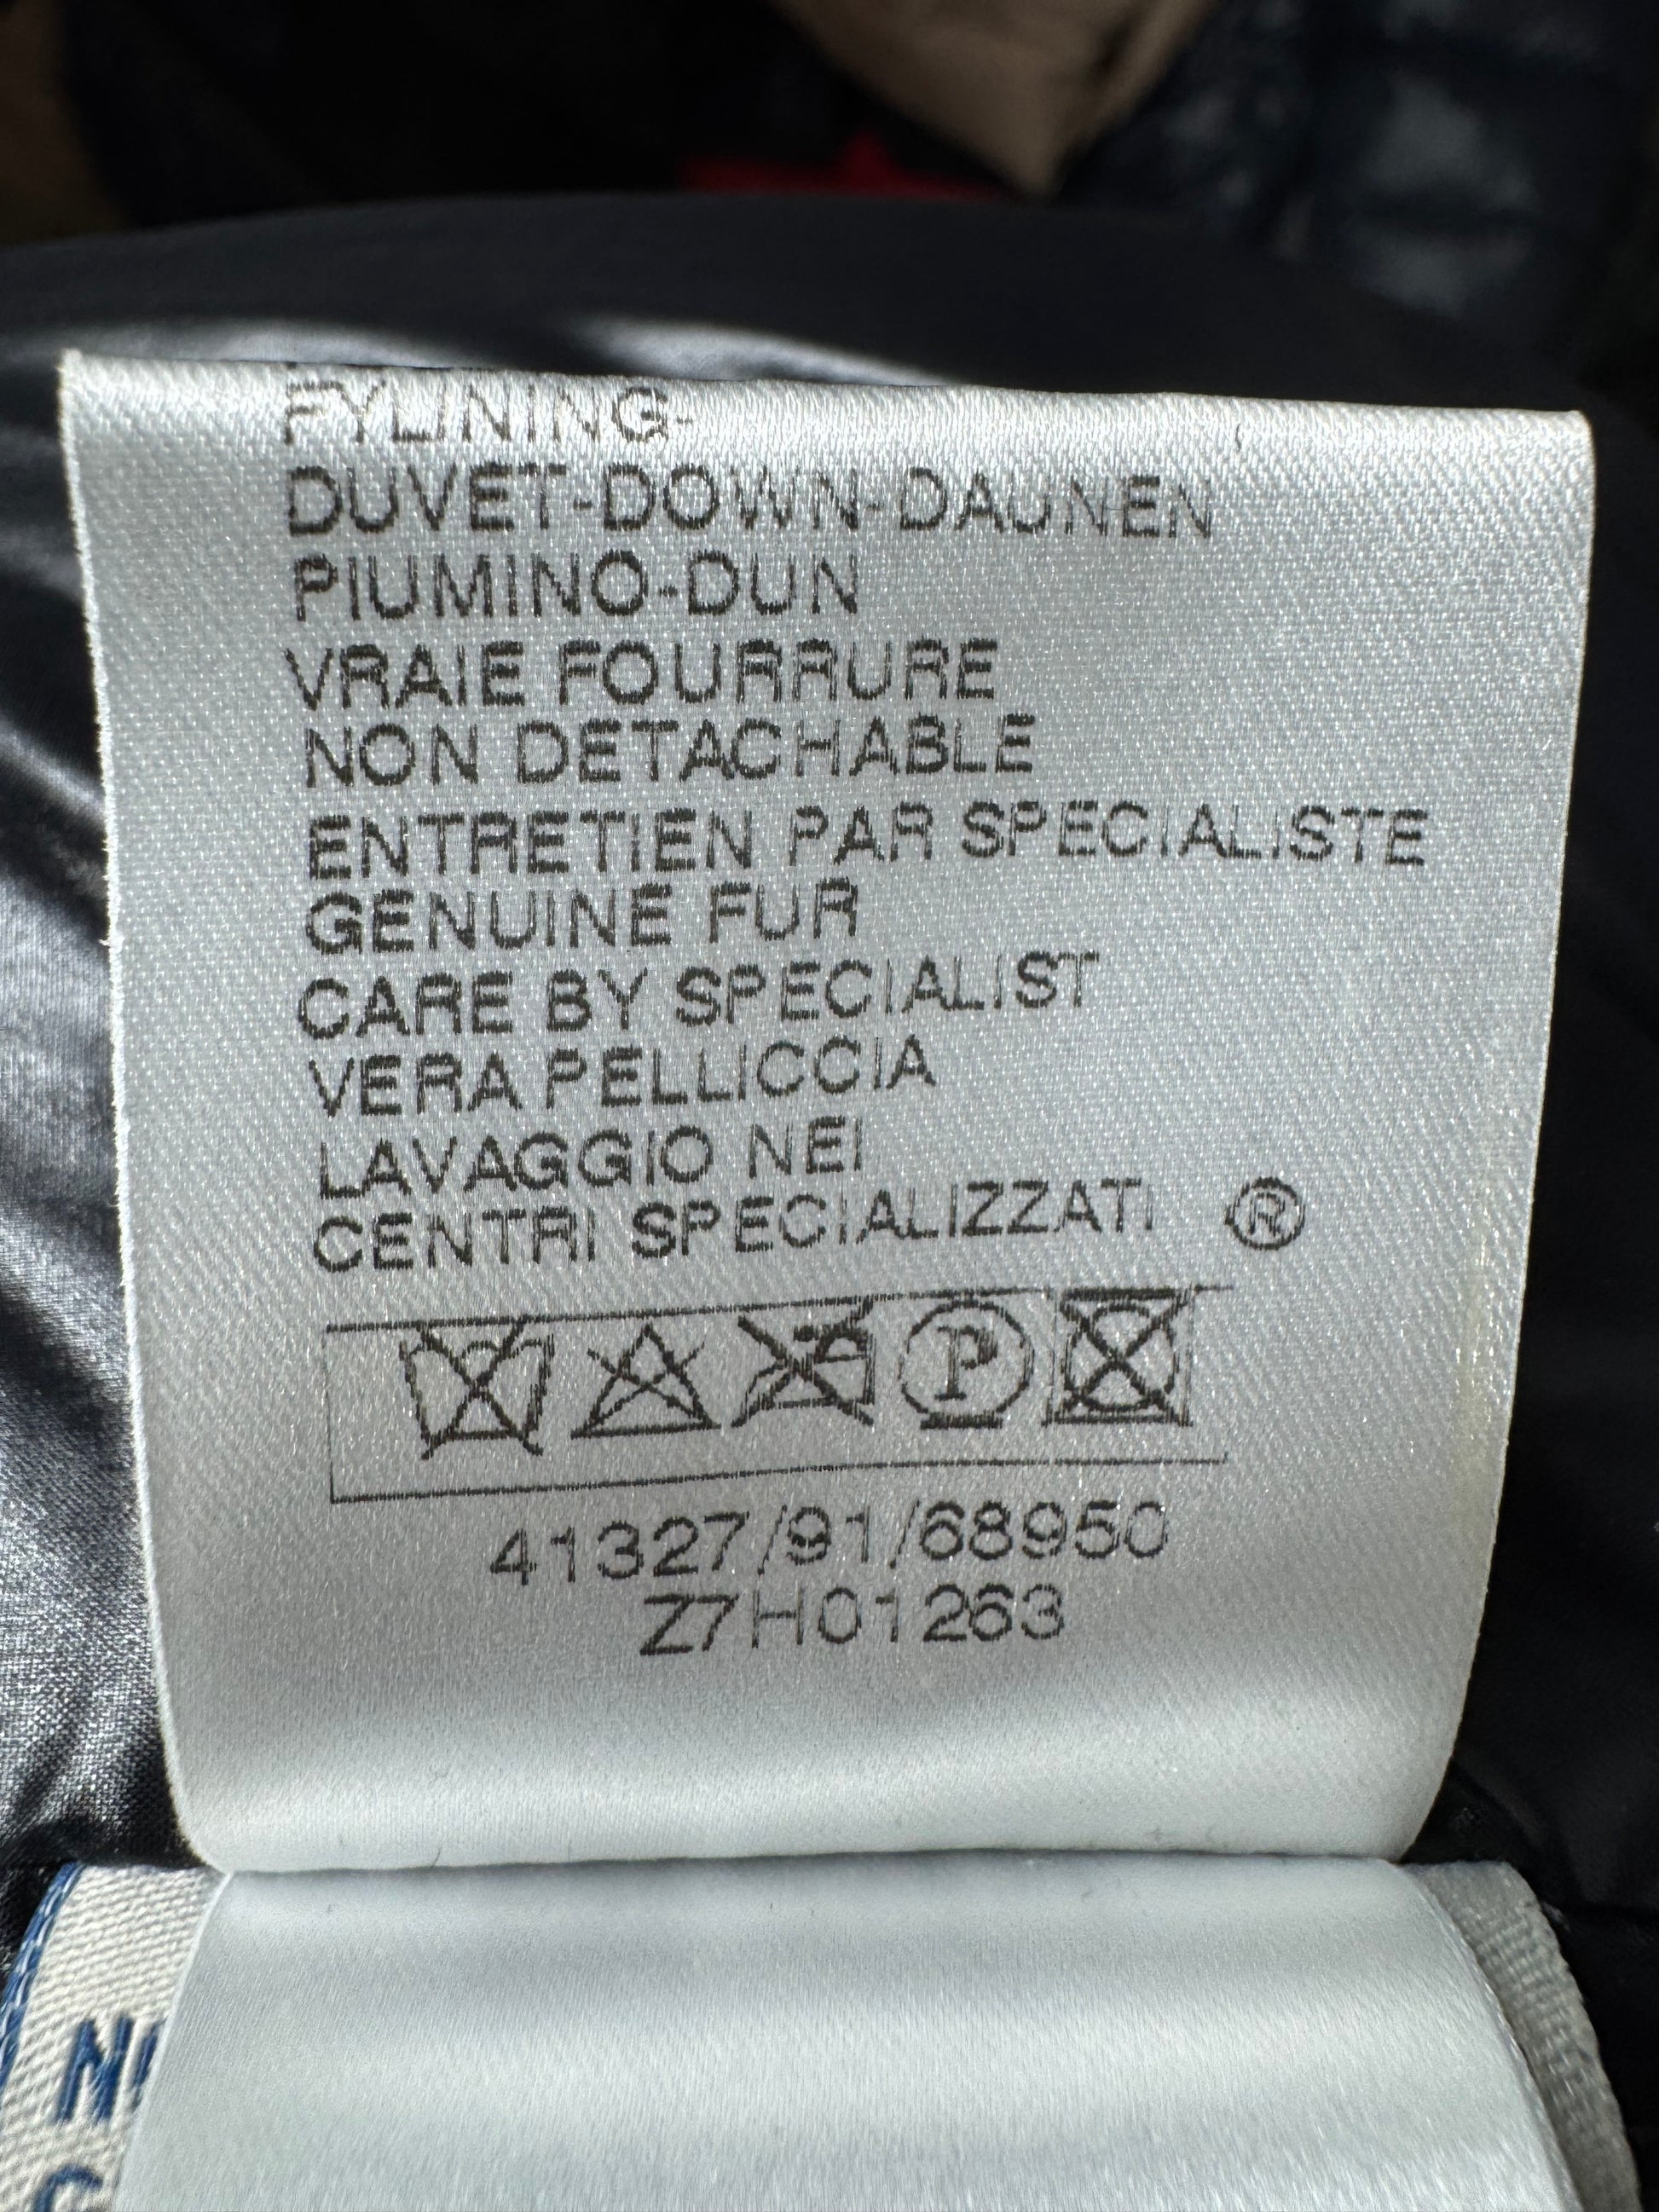 FYLLNING-
DUVET-DOWN-DAUNEN
PIUMINO-DUN
VRAIE FOURRURE
NON DETACHABLE
ENTRETIEN PAR SPECIALISTE
GENUINE FUR
CARE BY SPECIALIST
VERA PELLICCIA
LAVAGGIO NEI
CENTRI SPECIALIZZATI ®
P
41327/91/68950
Z7H01263